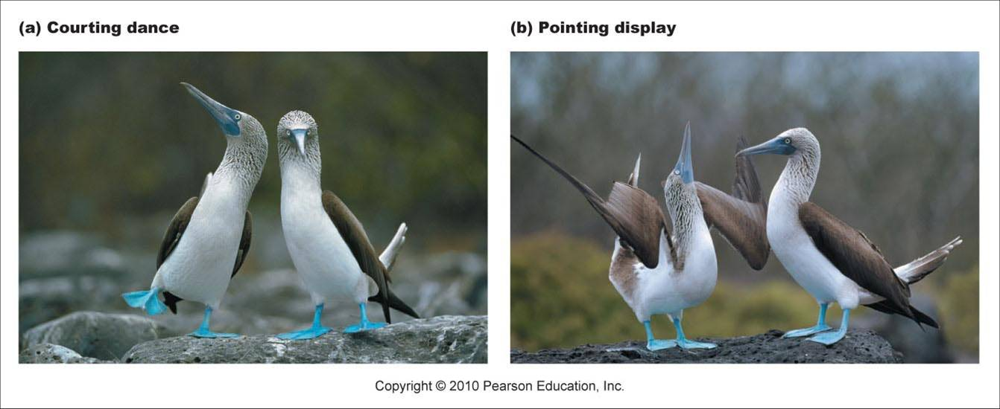 (a) Courting dance
(b) Pointing display
Copyright © 2010 Pearson Education, Inc.